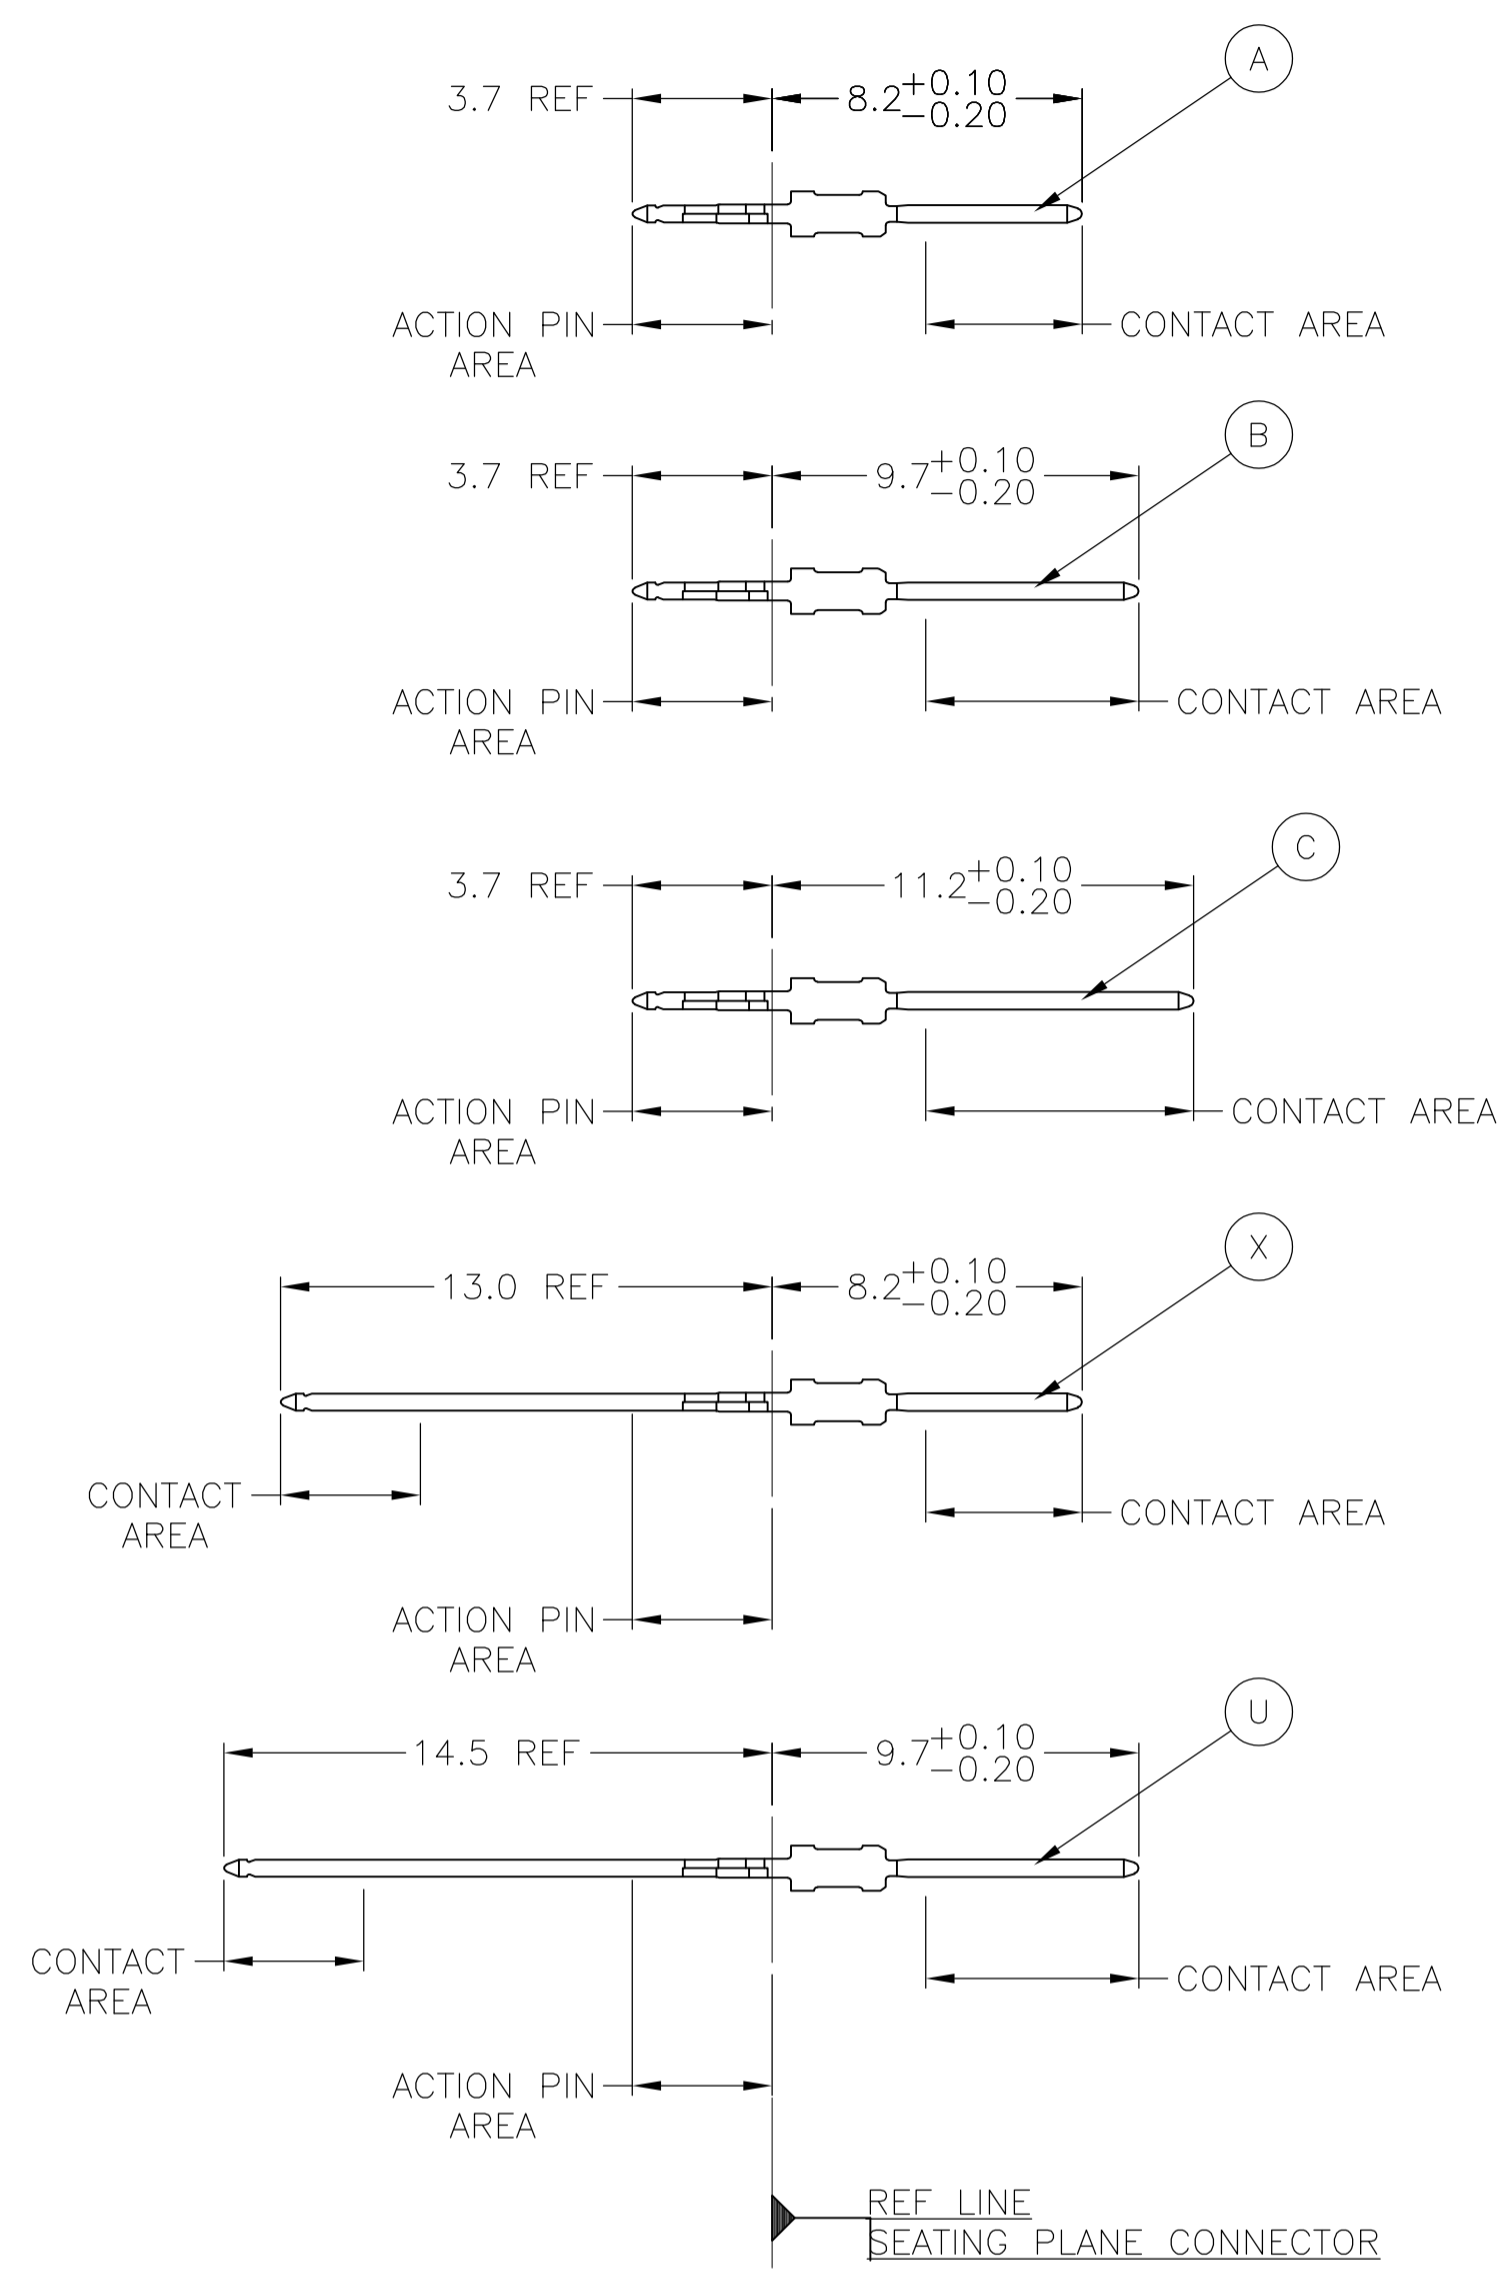 A
3.7 REF
8.2 +0.10 -0.20
ACTION PIN
AREA
CONTACT AREA
B
3.7 REF
9.7 +0.10 -0.20
ACTION PIN
AREA
CONTACT AREA
C
3.7 REF
11.2 +0.10 -0.20
ACTION PIN
AREA
CONTACT AREA
X
13.0 REF
8.2 +0.10 -0.20
CONTACT
AREA
CONTACT AREA
ACTION PIN
AREA
U
14.5 REF
9.7 +0.10 -0.20
CONTACT
AREA
CONTACT AREA
ACTION PIN
AREA
REF LINE
SEATING PLANE CONNECTOR